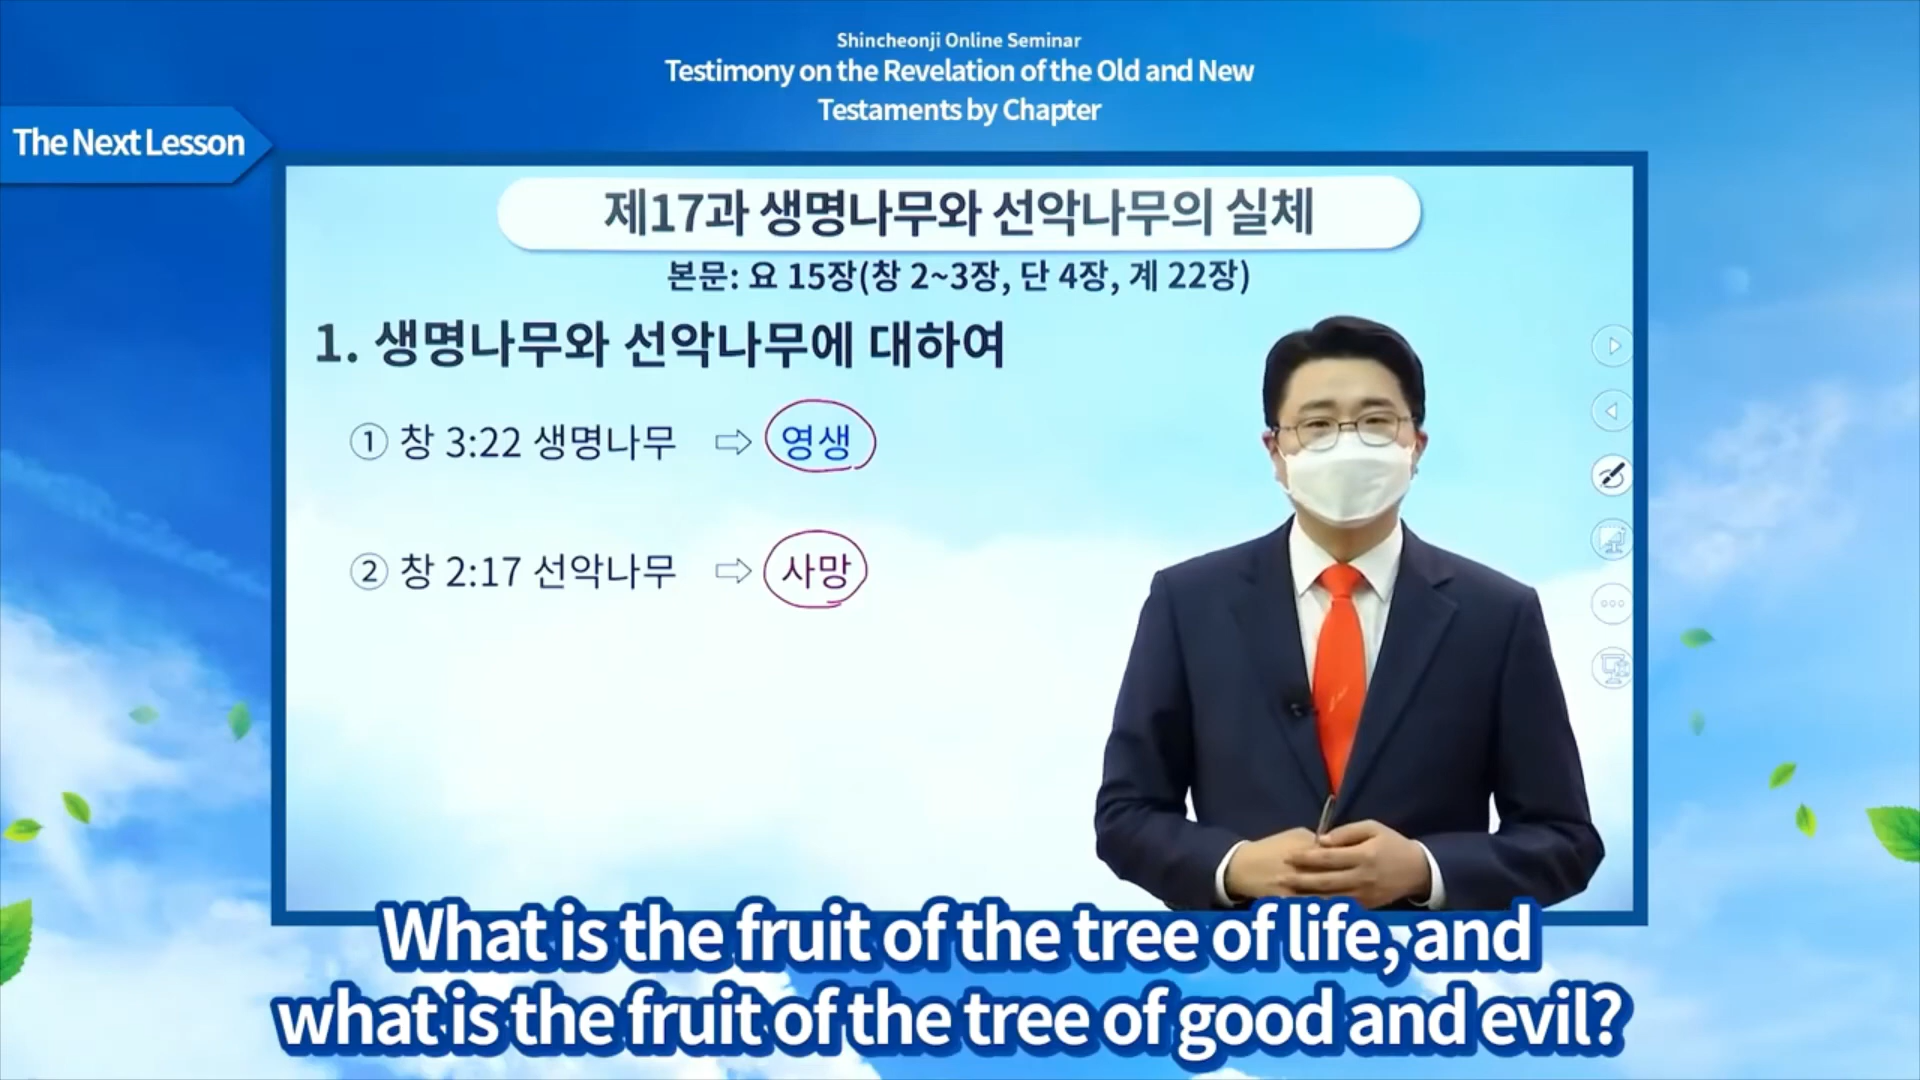 Shincheonji Online Seminar
Testimony on the Revelation of the Old and New
Testaments by Chapter
The Next Lesson
제17과 생명나무와 선악나무의 실체
본문: 요 15장(창 2~3장, 단 4장, 계 22장)
1. 생명나무와 선악나무에 대하여
① 창 3:22 생명나무 ⇨ 영생
② 창 2:17 선악나무 ⇨ 사망
What is the fruit of the tree of life, and
what is the fruit of the tree of good and evil?